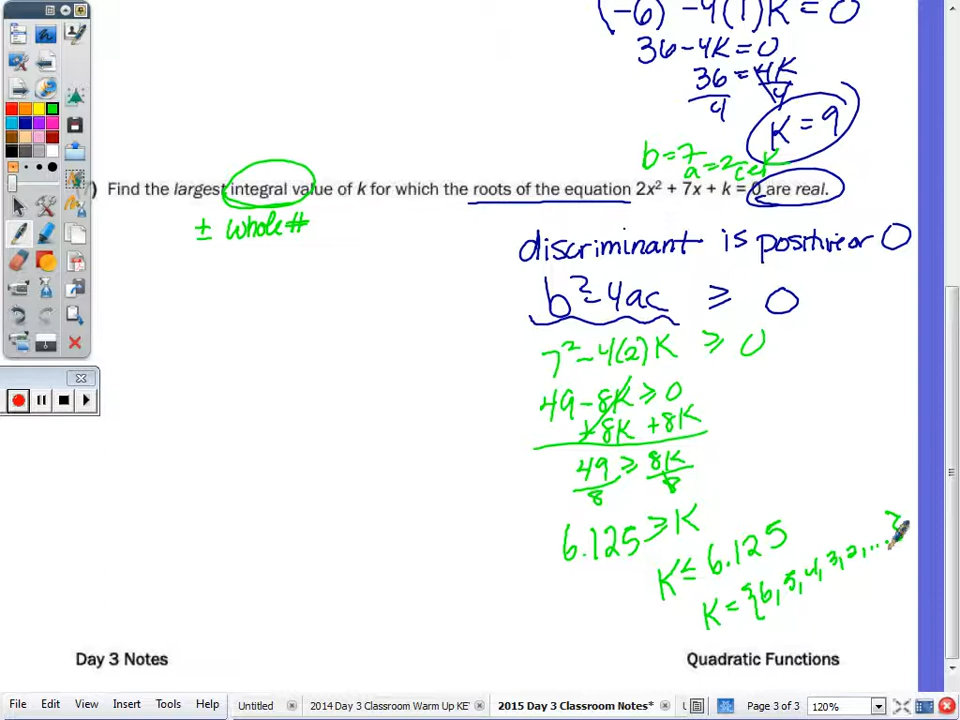 (-6) -4(1)K = 0
36-4K=0
36 = 4K
4 4
K = 9
b=7
a=2
c=K
Find the largest integral value of k for which the roots of the equation 2x² + 7x + k = 0 are real.
± whole#
discriminant is positive or 0
b²-4ac ≥ 0
7²-4(2)K ≥ 0
49-8K≥0
+8K +8K
49 ≥ 8K
8 8
6.125 ≥ K
K ≤ 6.125
K = {6, 5, 4, 3, 2, ...}
Day 3 Notes
Quadratic Functions
File Edit View Insert Tools Help
Untitled
2014 Day 3 Classroom Warm Up KE
2015 Day 3 Classroom Notes*
Page 3 of 3
120%